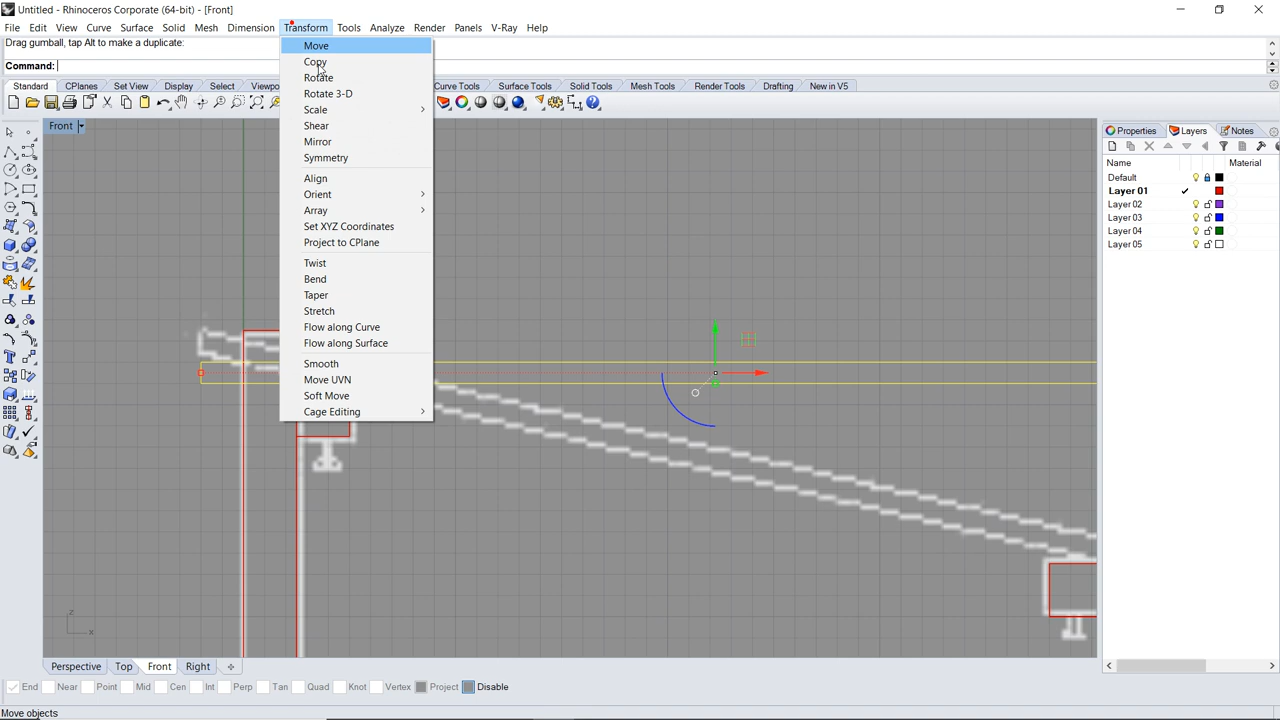 Untitled - Rhinoceros Corporate (64-bit) - [Front]
File Edit View Curve Surface Solid Mesh Dimension Transform Tools Analyze Render Panels V-Ray Help
Drag gumball, tap Alt to make a duplicate:
Command:
Standard CPlanes Set View Display Select Viewpo Curve Tools Surface Tools Solid Tools Mesh Tools Render Tools Drafting New in V5
Move
Copy
Rotate
Rotate 3-D
Scale
Shear
Mirror
Symmetry
Align
Orient
Array
Set XYZ Coordinates
Project to CPlane
Twist
Bend
Taper
Stretch
Flow along Curve
Flow along Surface
Smooth
Move UVN
Soft Move
Cage Editing
Front
z
x
Properties Layers Notes
Name Material
Default
Layer 01
Layer 02
Layer 03
Layer 04
Layer 05
Perspective Top Front Right
End Near Point Mid Cen Int Perp Tan Quad Knot Vertex Project Disable
Move objects